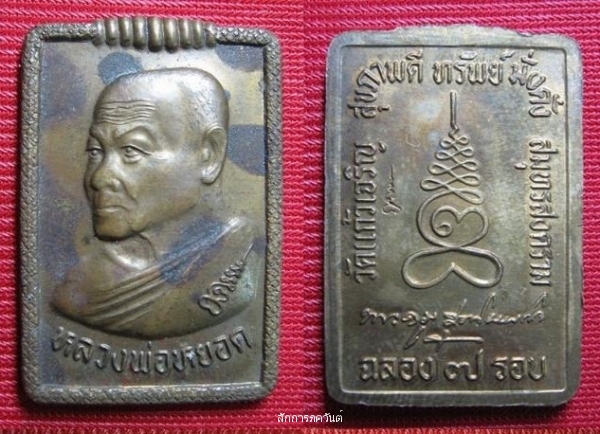 หลวงพ่อหยอด
วัดแก้วเจริญ
สุขภาพดี ทรัพย์มั่งคั่ง
สมุทรสงคราม
ฉลอง ๗ รอบ
สักการะภควันต์